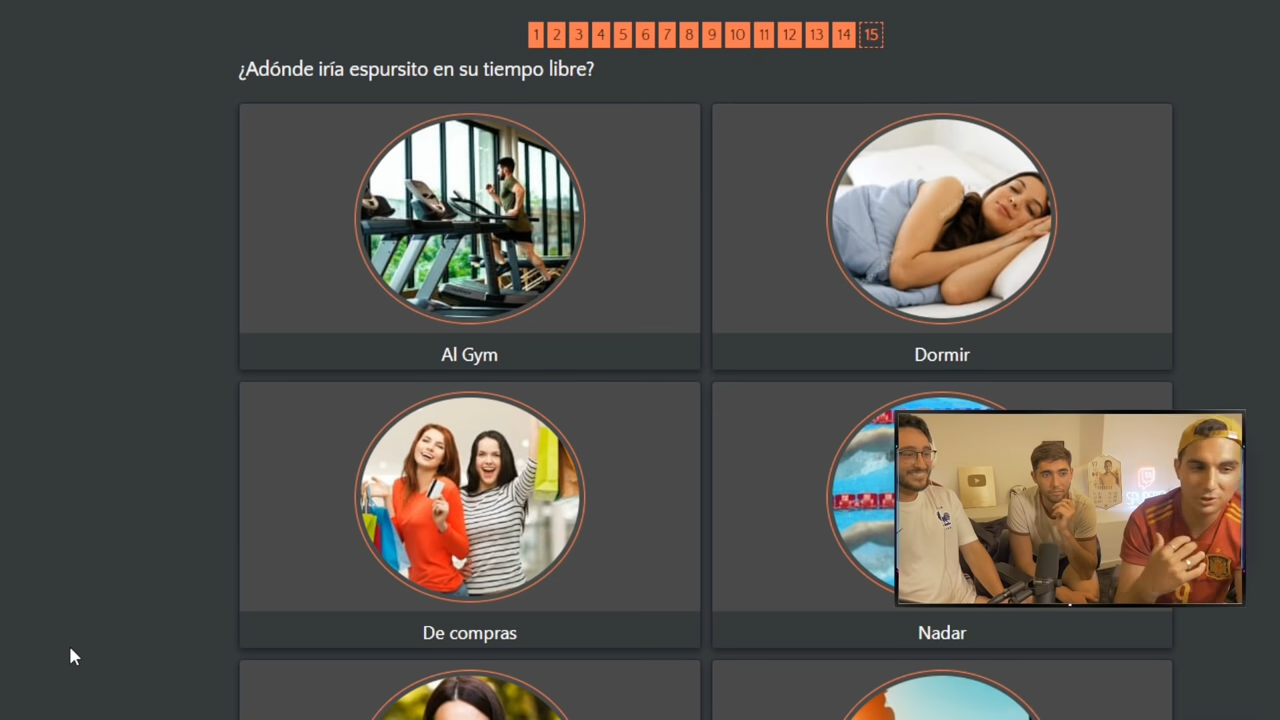 1 2 3 4 5 6 7 8 9 10 11 12 13 14 15
¿Adónde iría espursito en su tiempo libre?
Al Gym
Dormir
De compras
Nadar